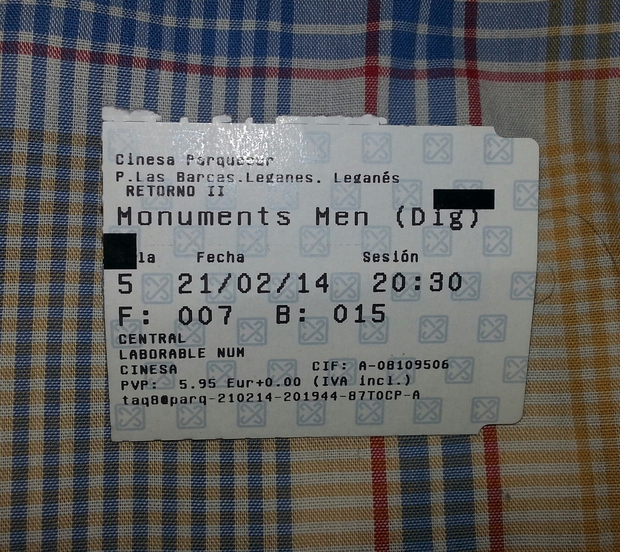 Cinesa Parquesur
P.Las Barcas.Leganes. Leganés
RETORNO II
Monuments Men (Dig)
la Fecha Sesión
5 21/02/14 20:30
F: 007 B: 015
CENTRAL
LABORABLE NUM
CINESA CIF: A-08109506
PVP: 5.95 Eur+0.00 (IVA incl.)
taq8@parq-210214-201944-87TOCP-A